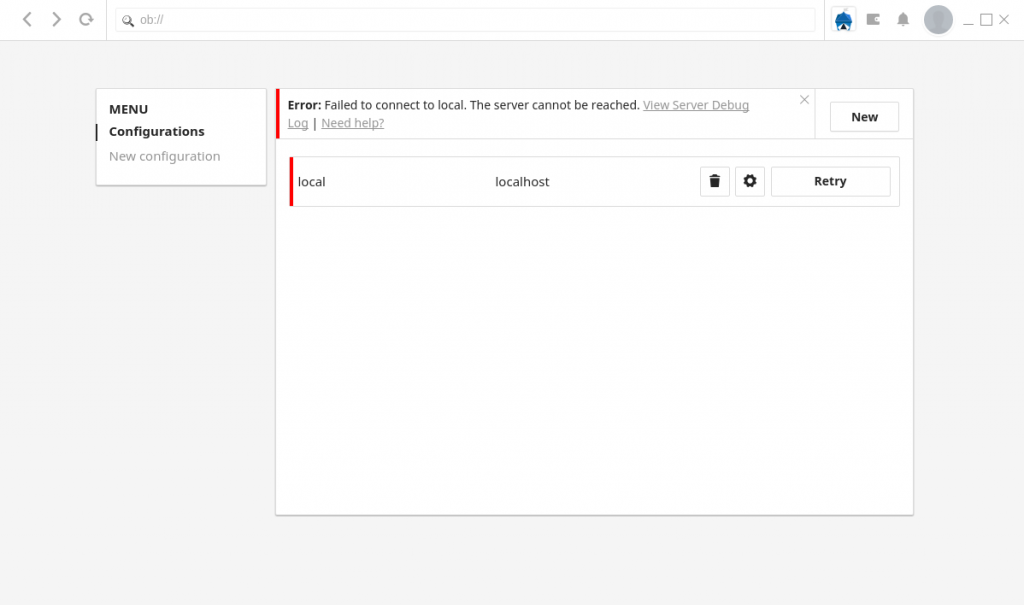 ob://
MENU
Configurations
New configuration
Error: Failed to connect to local. The server cannot be reached. View Server Debug
Log | Need help?
New
local localhost Retry